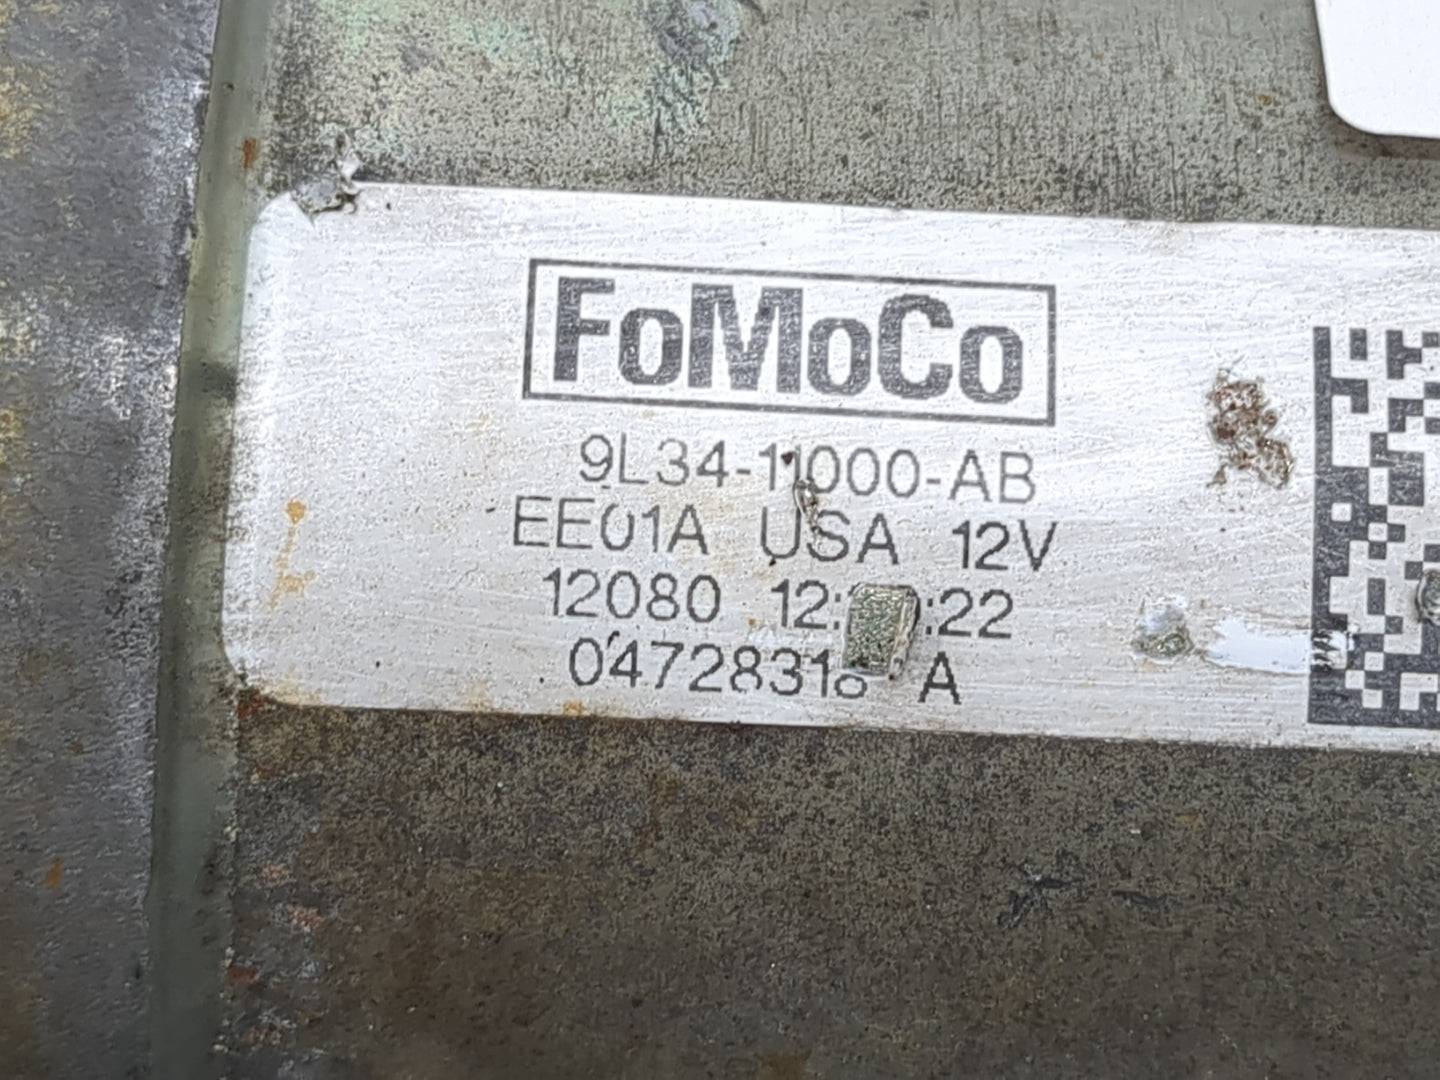 FoMoCo
9L34-11000-AB
EE01A USA 12V
12080
A